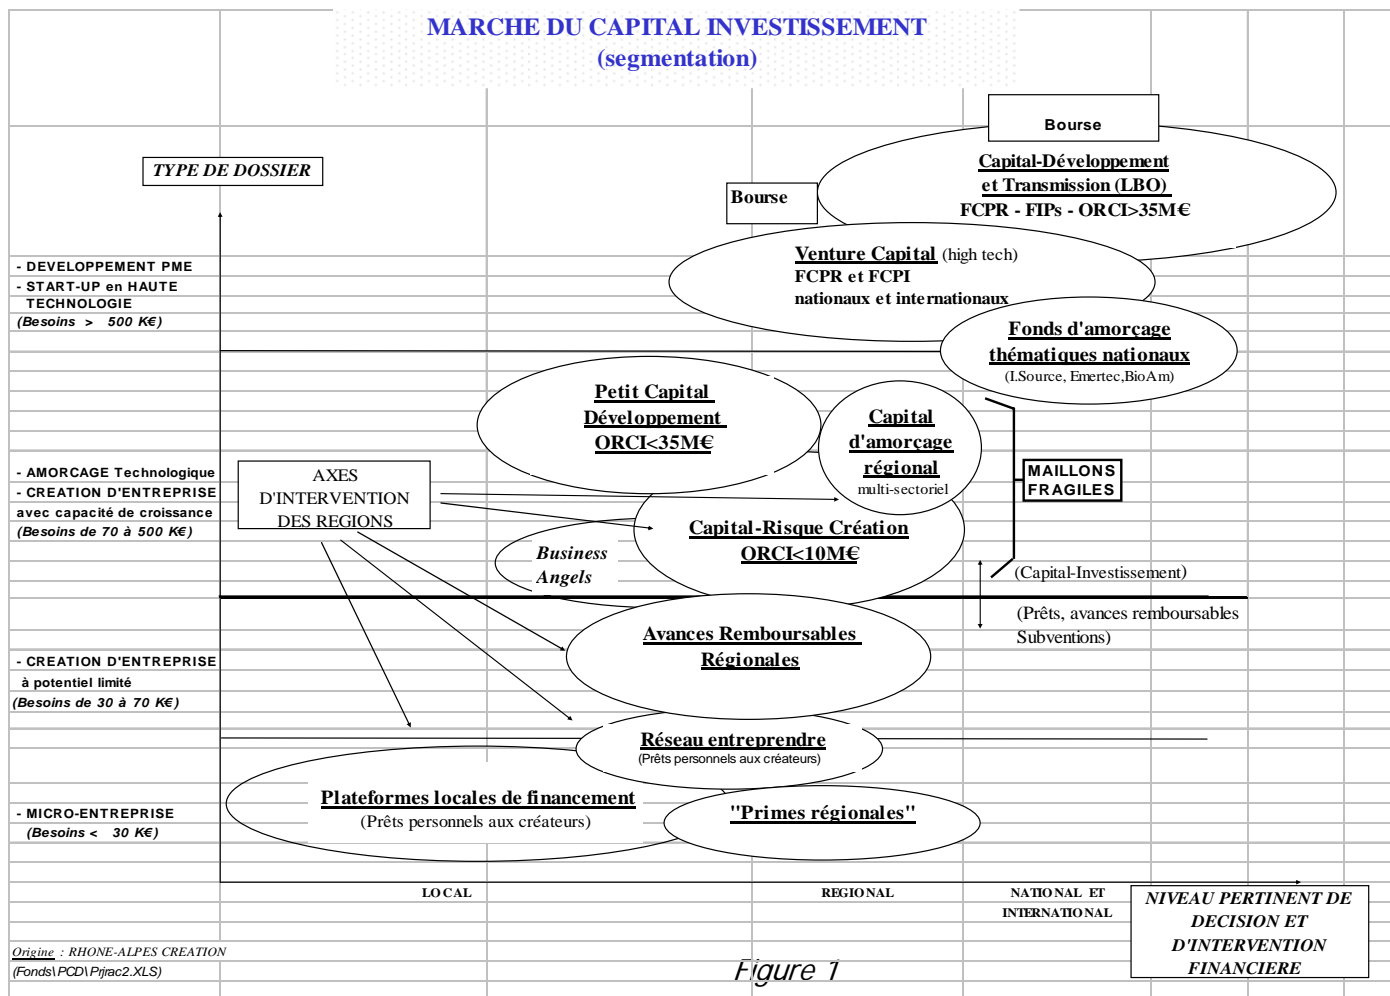 MARCHE DU CAPITAL INVESTISSEMENT
(segmentation)
Bourse
TYPE DE DOSSIER
Capital-Développement
et Transmission (LBO)
FCPR - FIPs - ORCI>35M€
Bourse
Venture Capital (high tech)
FCPR et FCPI
nationaux et internationaux
- DEVELOPPEMENT PME
- START-UP en HAUTE
TECHNOLOGIE
(Besoins > 500 K€)
Fonds d'amorçage
thématiques nationaux
(I.Source, Emertec,BioAm)
Petit Capital
Développement
ORCI<35M€
Capital
d'amorçage
régional
multi-sectoriel
MAILLONS
FRAGILES
- AMORCAGE Technologique
- CREATION D'ENTREPRISE
avec capacité de croissance
(Besoins de 70 à 500 K€)
AXES
D'INTERVENTION
DES REGIONS
Capital-Risque Création
ORCI<10M€
Business
Angels
(Capital-Investissement)
(Prêts, avances remboursables
Subventions)
Avances Remboursables
Régionales
- CREATION D'ENTREPRISE
à potentiel limité
(Besoins de 30 à 70 K€)
Réseau entreprendre
(Prêts personnels aux créateurs)
Plateformes locales de financement
(Prêts personnels aux créateurs)
"Primes régionales"
- MICRO-ENTREPRISE
(Besoins < 30 K€)
LOCAL
REGIONAL
NATIONAL ET
INTERNATIONAL
NIVEAU PERTINENT DE
DECISION ET
D'INTERVENTION
FINANCIERE
Origine : RHONE-ALPES CREATION
(Fonds\PCD\Prjrac2.XLS)
Figure 1